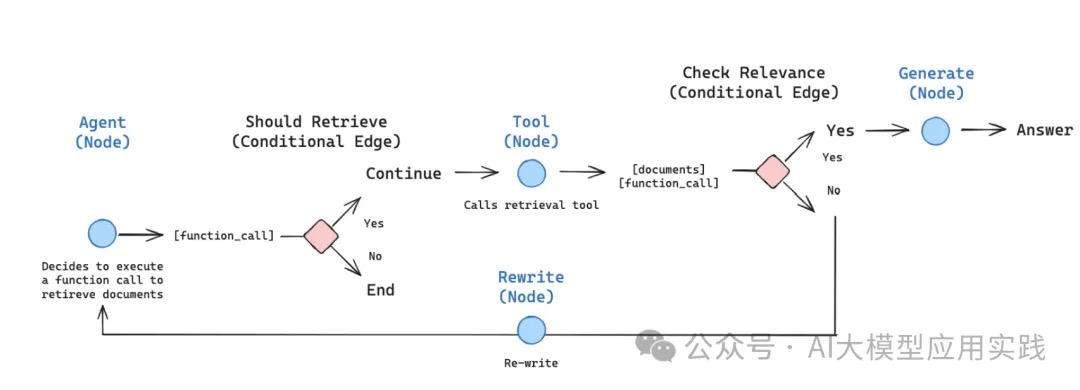 Agent
(Node)
Decides to execute
a function call to
retireve documents
[function_call]
Should Retrieve
(Conditional Edge)
Continue
Yes
No
End
Tool
(Node)
Calls retrieval tool
[documents]
[function_call]
Check Relevance
(Conditional Edge)
Yes
Yes
No
Generate
(Node)
Answer
Rewrite
(Node)
Re-write
公众号·AI大模型应用实践